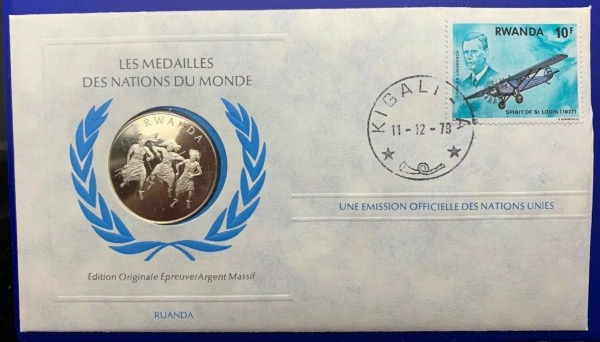 LES MEDAILLES
DES NATIONS DU MONDE
RWANDA
Edition Originale Epreuve/Argent Massif
RUANDA
RWANDA 10F
LINDBERGH
SPIRIT OF St LOUIS (1927)
KIGALI
11-12-78
UNE EMISSION OFFICIELLE DES NATIONS UNIES